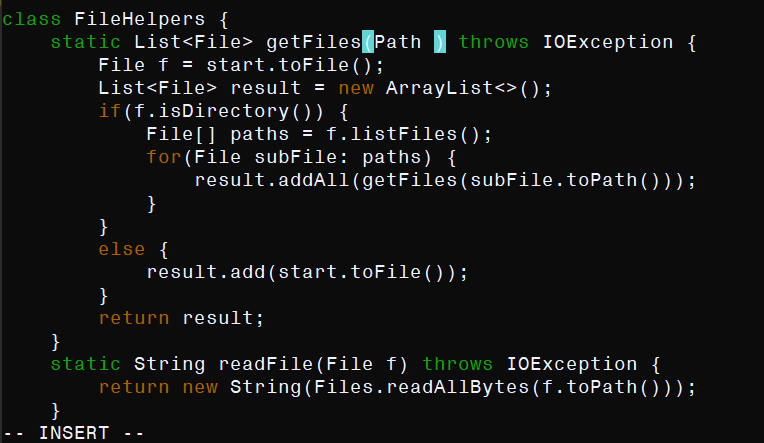 class FileHelpers {
    static List<File> getFiles(Path ) throws IOException {
        File f = start.toFile();
        List<File> result = new ArrayList<>();
        if(f.isDirectory()) {
            File[] paths = f.listFiles();
            for(File subFile: paths) {
                result.addAll(getFiles(subFile.toPath()));
            }
        }
        else {
            result.add(start.toFile());
        }
        return result;
    }
    static String readFile(File f) throws IOException {
        return new String(Files.readAllBytes(f.toPath()));
    }
-- INSERT --